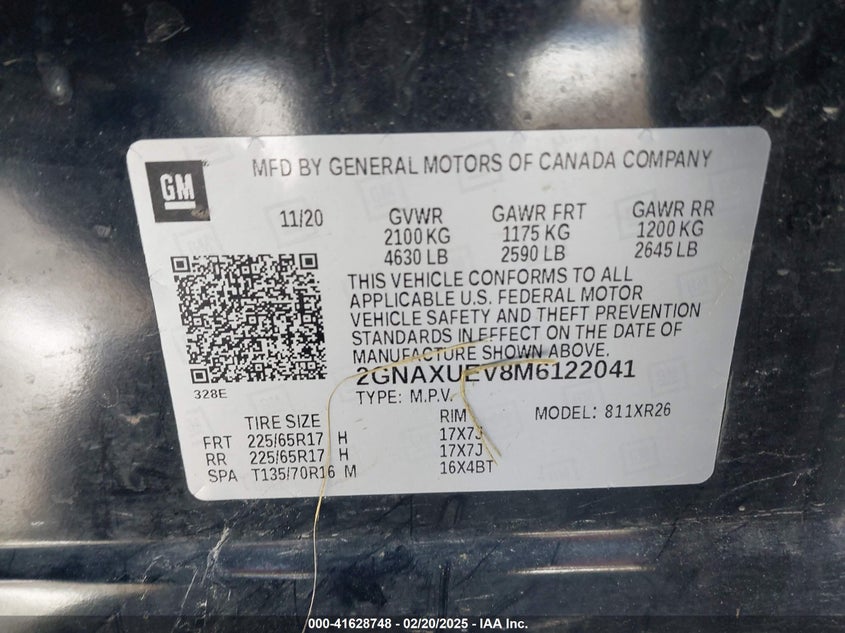 GM
MFD BY GENERAL MOTORS OF CANADA COMPANY
11/20 GVWR GAWR FRT GAWR RR
2100 KG 1175 KG 1200 KG
4630 LB 2590 LB 2645 LB
THIS VEHICLE CONFORMS TO ALL
APPLICABLE U.S. FEDERAL MOTOR
VEHICLE SAFETY AND THEFT PREVENTION
STANDARDS IN EFFECT ON THE DATE OF
MANUFACTURE SHOWN ABOVE.
2GNAXUEV8M6122041
328E
TYPE: M.P.V. MODEL: 811XR26
TIRE SIZE RIM
FRT 225/65R17 H 17X7J
RR 225/65R17 H 17X7J
SPA T135/70R16 M 16X4BT
000-41628748 - 02/20/2025 - IAA Inc.